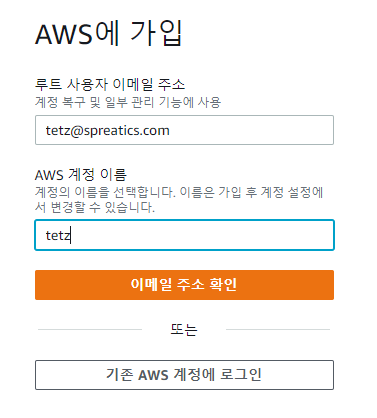 AWS에 가입
루트 사용자 이메일 주소
계정 복구 및 일부 관리 기능에 사용
tetz@spreatics.com
AWS 계정 이름
계정의 이름을 선택합니다. 이름은 가입 후 계정 설정에
서 변경할 수 있습니다.
tetz
이메일 주소 확인
또는
기존 AWS 계정에 로그인